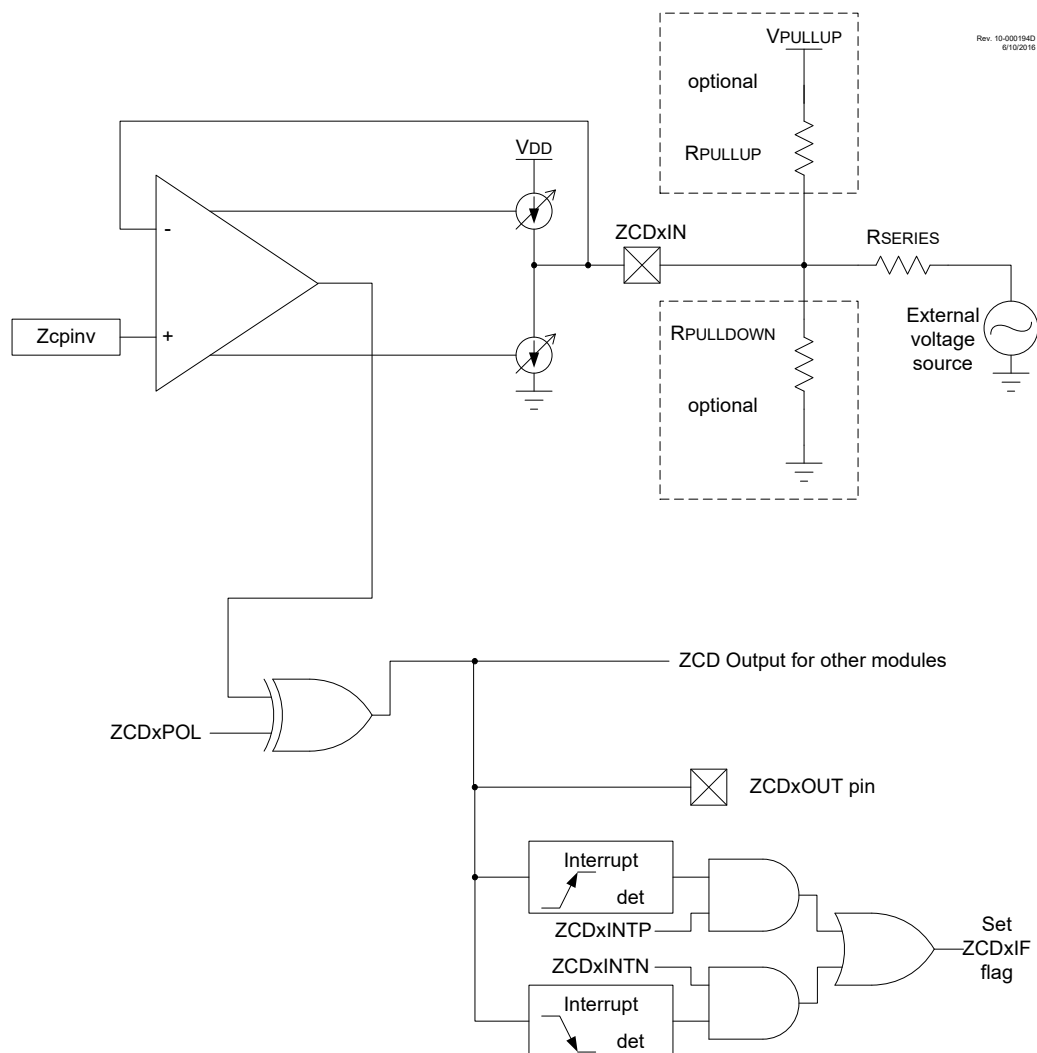 Rev. 10-000194D
6/10/2016
VPULLUP
optional
RPULLUP
VDD
ZCDxIN
RSERIES
-
Zcpinv
+
RPULLDOWN
optional
External
voltage
source
ZCD Output for other modules
ZCDxPOL
ZCDxOUT pin
Interrupt
det
ZCDxINTP
ZCDxINTN
Set
ZCDxIF
flag
Interrupt
det